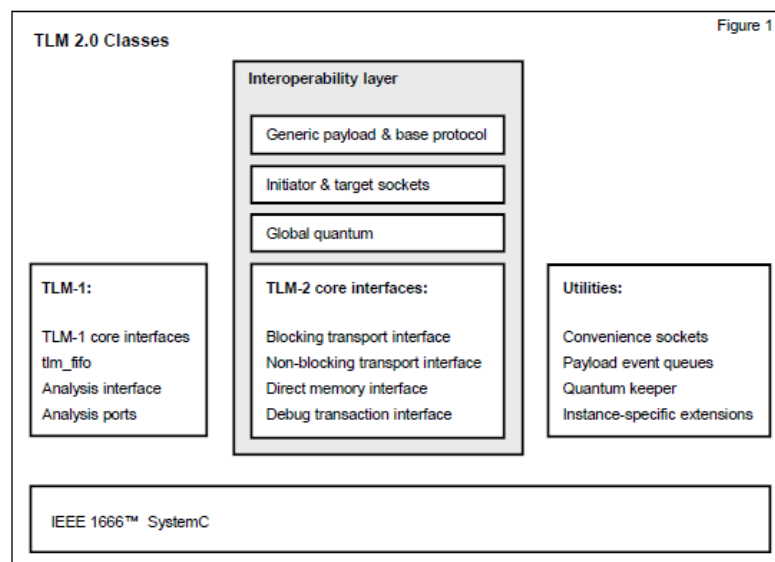 Figure 1
TLM 2.0 Classes
Interoperability layer
Generic payload & base protocol
Initiator & target sockets
Global quantum
TLM-1:
TLM-1 core interfaces
tlm_fifo
Analysis interface
Analysis ports
TLM-2 core interfaces:
Blocking transport interface
Non-blocking transport interface
Direct memory interface
Debug transaction interface
Utilities:
Convenience sockets
Payload event queues
Quantum keeper
Instance-specific extensions
IEEE 1666™ SystemC